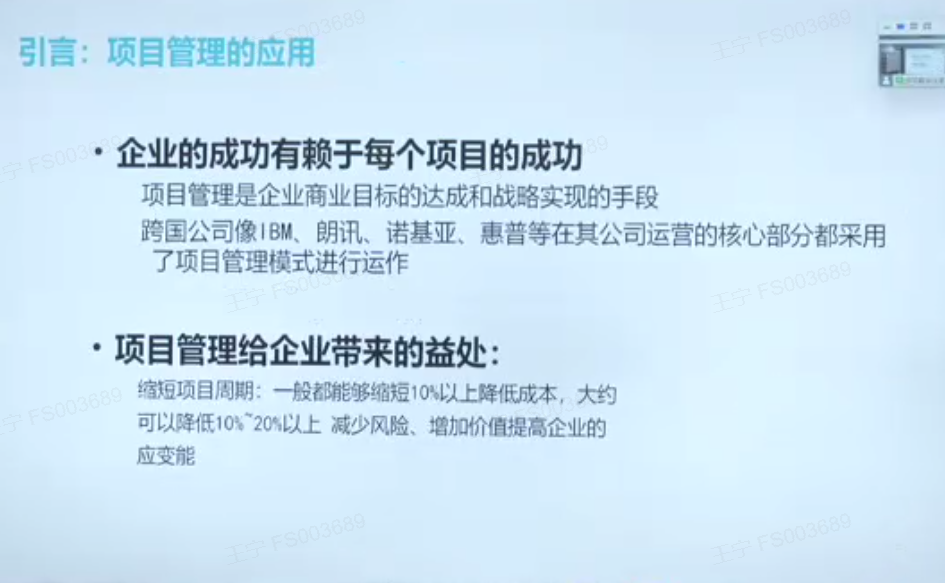 引言：项目管理的应用
• 企业的成功有赖于每个项目的成功
项目管理是企业商业目标的达成和战略实现的手段
跨国公司像IBM、朗讯、诺基亚、惠普等在其公司运营的核心部分都采用
了项目管理模式进行运作
• 项目管理给企业带来的益处：
缩短项目周期：一般都能够缩短10%以上降低成本，大约
可以降低10%~20%以上 减少风险、增加价值提高企业的
应变能
王宁 FS003689
王宁 FS003689
王宁 FS003689
王宁 FS003689
王宁 FS003689
王宁 FS003689